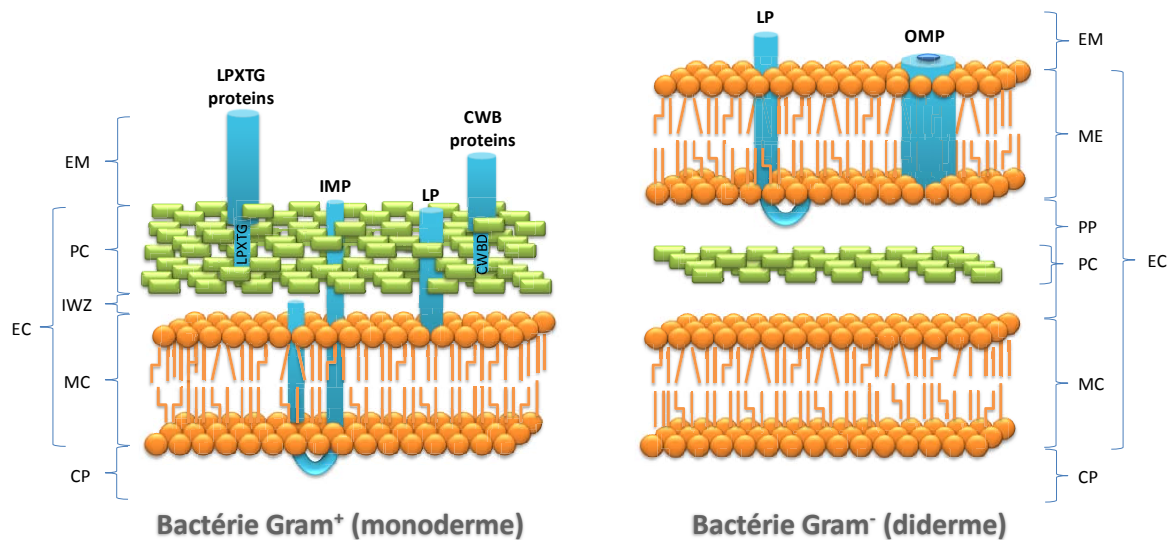 LPXTG
proteins
CWB
proteins
IMP
LP
LPXTG
CWBD
EM
PC
IWZ
EC
MC
CP
Bactérie Gram⁺ (monoderme)
LP
OMP
EM
ME
PP
PC
EC
MC
CP
Bactérie Gram⁻ (diderme)